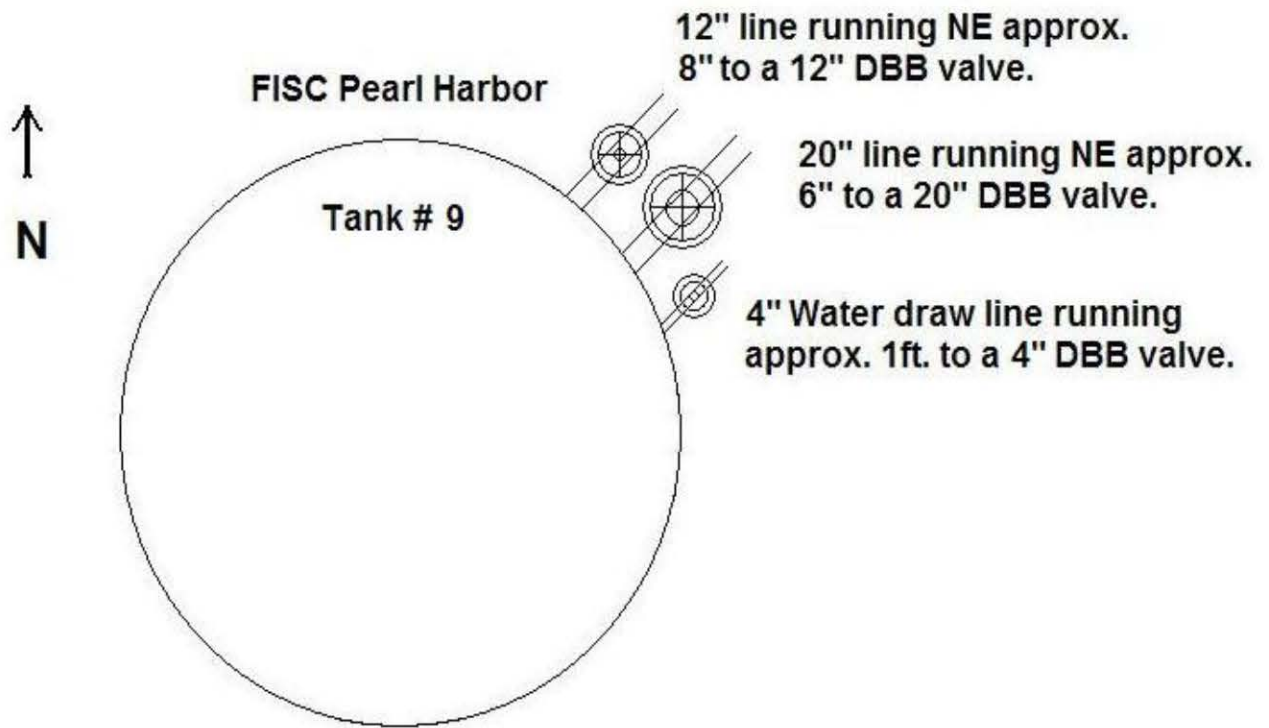 12" line running NE approx.
8" to a 12" DBB valve.
FISC Pearl Harbor
20" line running NE approx.
6" to a 20" DBB valve.
Tank # 9
N
4" Water draw line running
approx. 1ft. to a 4" DBB valve.